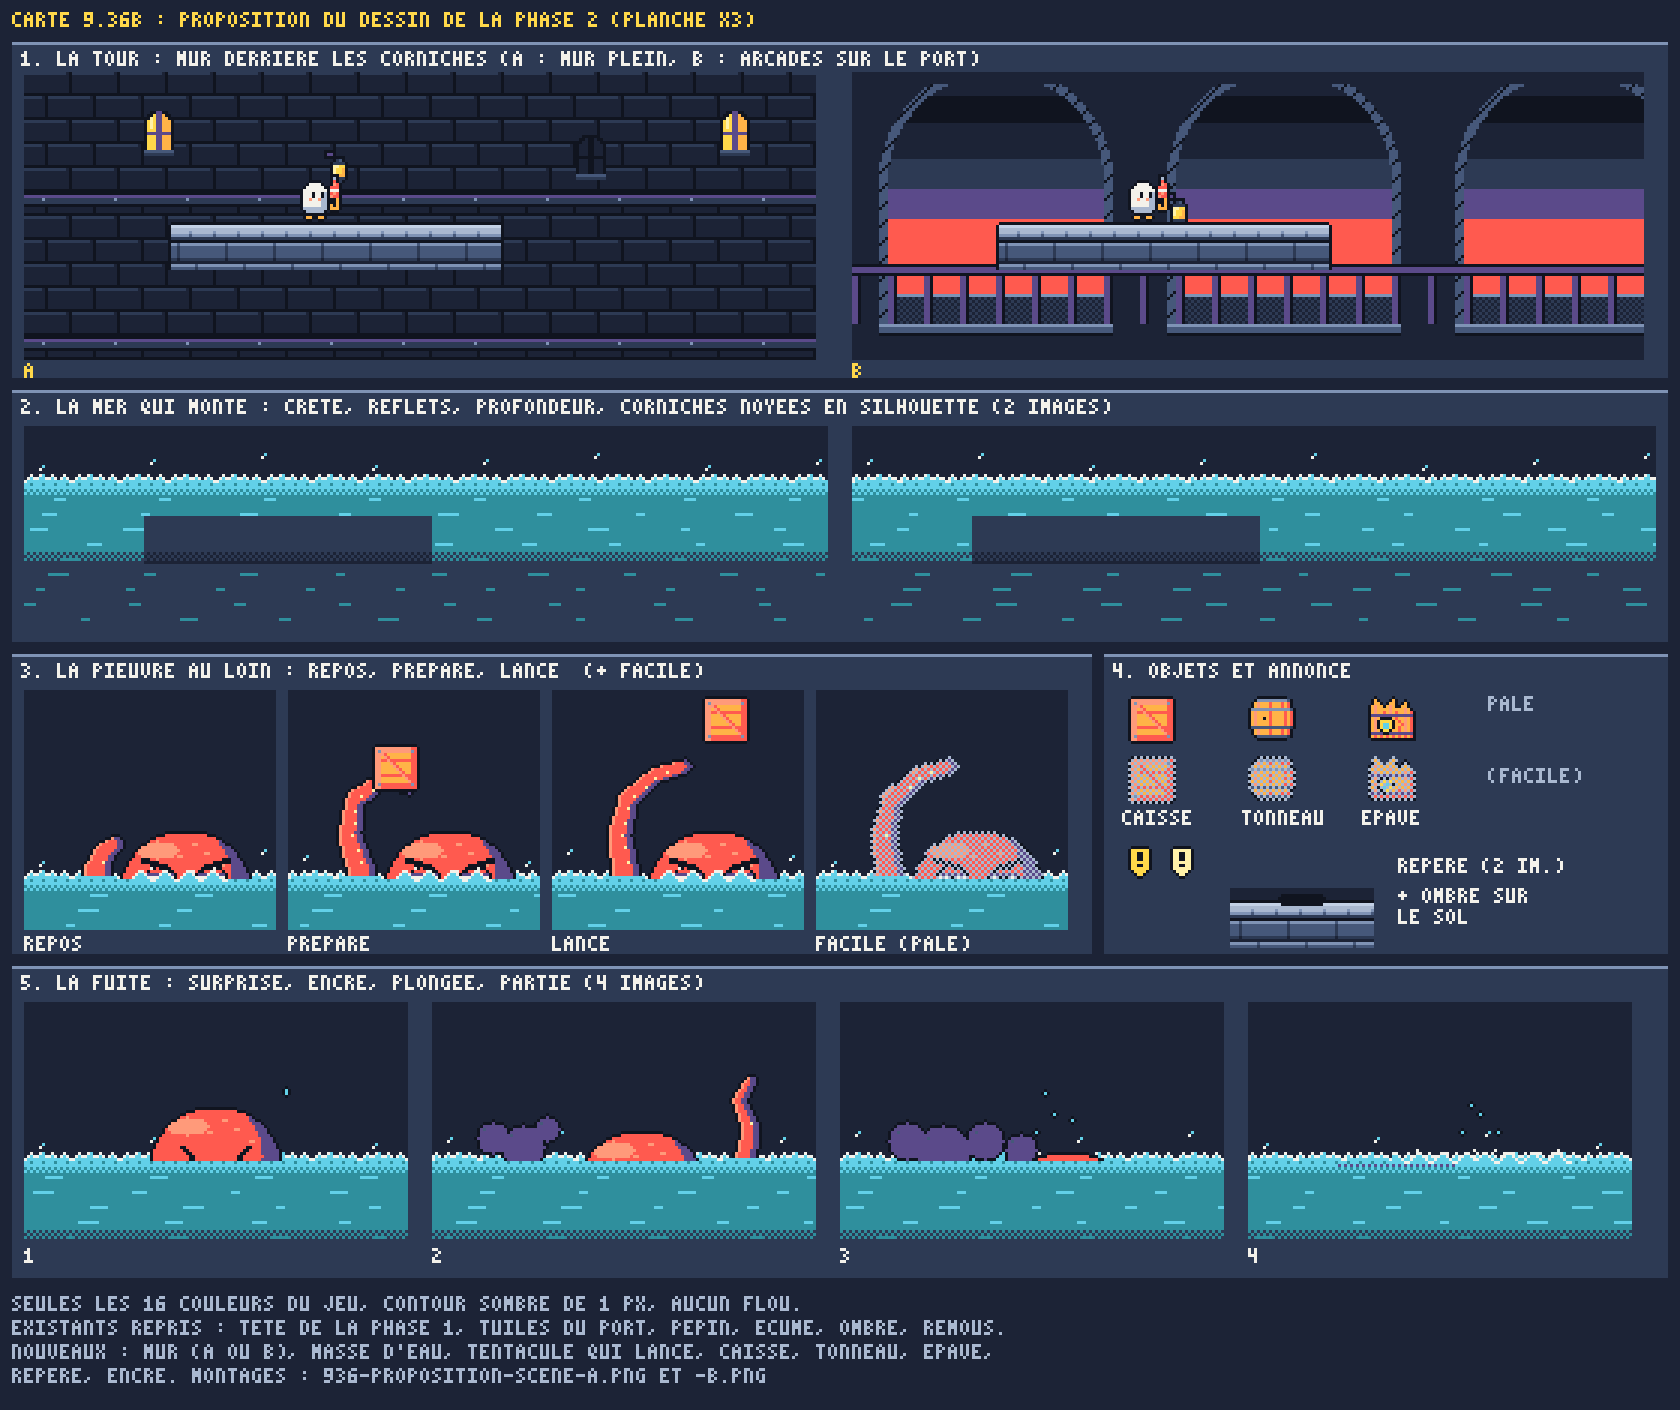 CARTE 9.36B : PROPOSITION DU DESSIN DE LA PHASE 2 (PLANCHE X3)
1. LA TOUR : MUR DERRIERE LES CORNICHES (A : MUR PLEIN, B : ARCADES SUR LE PORT)
A
B
2. LA MER QUI MONTE : CRETE, REFLETS, PROFONDEUR, CORNICHES NOYEES EN SILHOUETTE (2 IMAGES)
3. LA PIEUVRE AU LOIN : REPOS, PREPARE, LANCE (+ FACILE)
REPOS
PREPARE
LANCE
FACILE (PALE)
4. OBJETS ET ANNONCE
PALE
(FACILE)
CAISSE
TONNEAU
EPAVE
REPERE (2 IM.)
+ OMBRE SUR
LE SOL
5. LA FUITE : SURPRISE, ENCRE, PLONGEE, PARTIE (4 IMAGES)
1
2
3
4
SEULES LES 16 COULEURS DU JEU, CONTOUR SOMBRE DE 1 PX, AUCUN FLOU.
EXISTANTS REPRIS : TETE DE LA PHASE 1, TUILES DU PORT, PEPIN, ECUME, OMBRE, REMOUS.
NOUVEAUX : MUR (A OU B), MASSE D'EAU, TENTACULE QUI LANCE, CAISSE, TONNEAU, EPAVE,
REPERE, ENCRE. MONTAGES : 936-PROPOSITION-SCENE-A.PNG ET -B.PNG